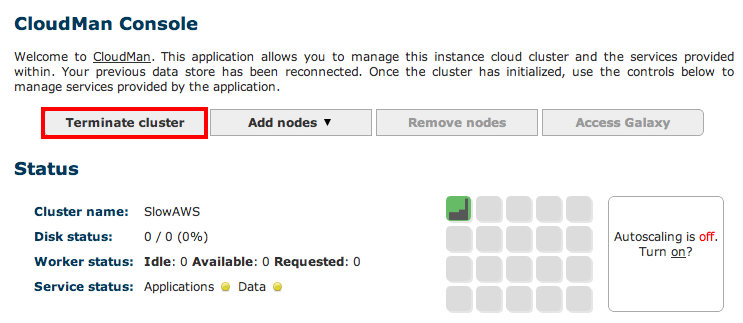 CloudMan Console
Welcome to CloudMan. This application allows you to manage this instance cloud cluster and the services provided
within. Your previous data store has been reconnected. Once the cluster has initialized, use the controls below to
manage services provided by the application.
Terminate cluster Add nodes ▼ Remove nodes Access Galaxy
Status
Cluster name: SlowAWS
Disk status: 0 / 0 (0%)
Worker status: Idle: 0 Available: 0 Requested: 0
Service status: Applications Data
Autoscaling is off.
Turn on?